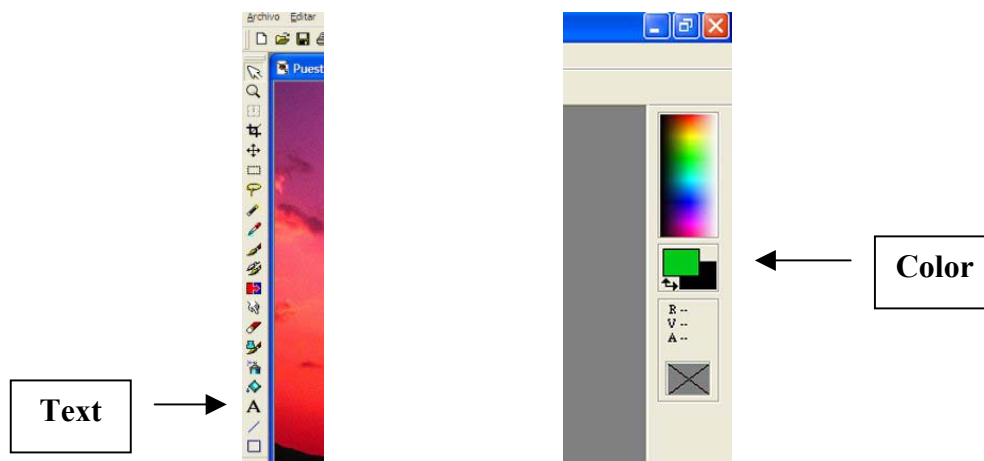 Archivo Editar
Puest
R --
V --
A --
Color
A
Text